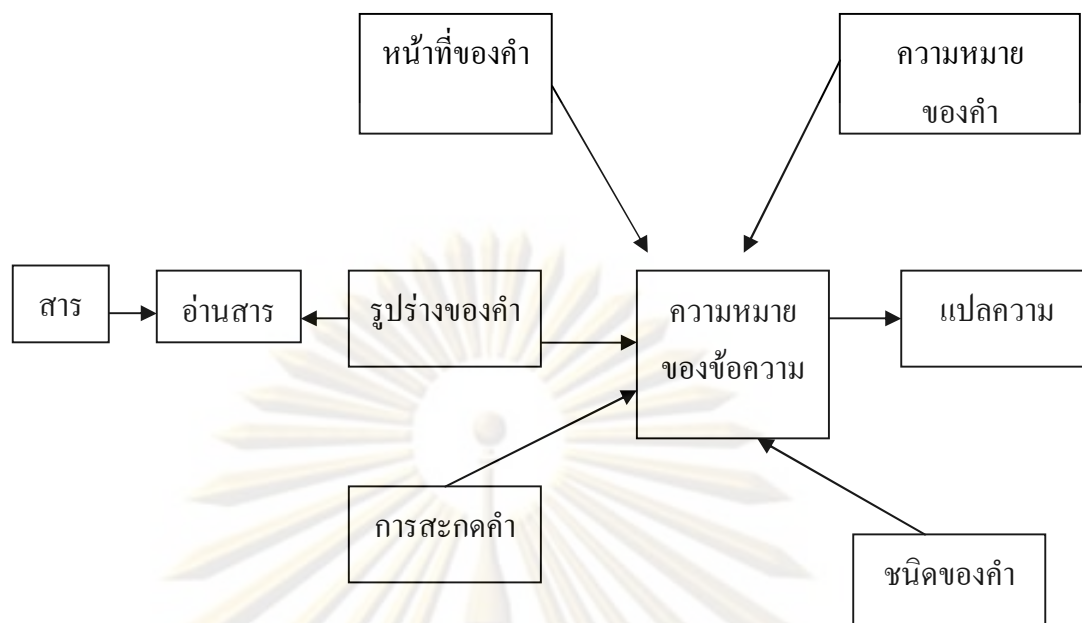 หน้าที่ของคำ
ความหมาย
ของคำ
สาร
อ่านสาร
รูปร่างของคำ
ความหมาย
ของข้อความ
แปลความ
การสะกดคำ
ชนิดของคำ